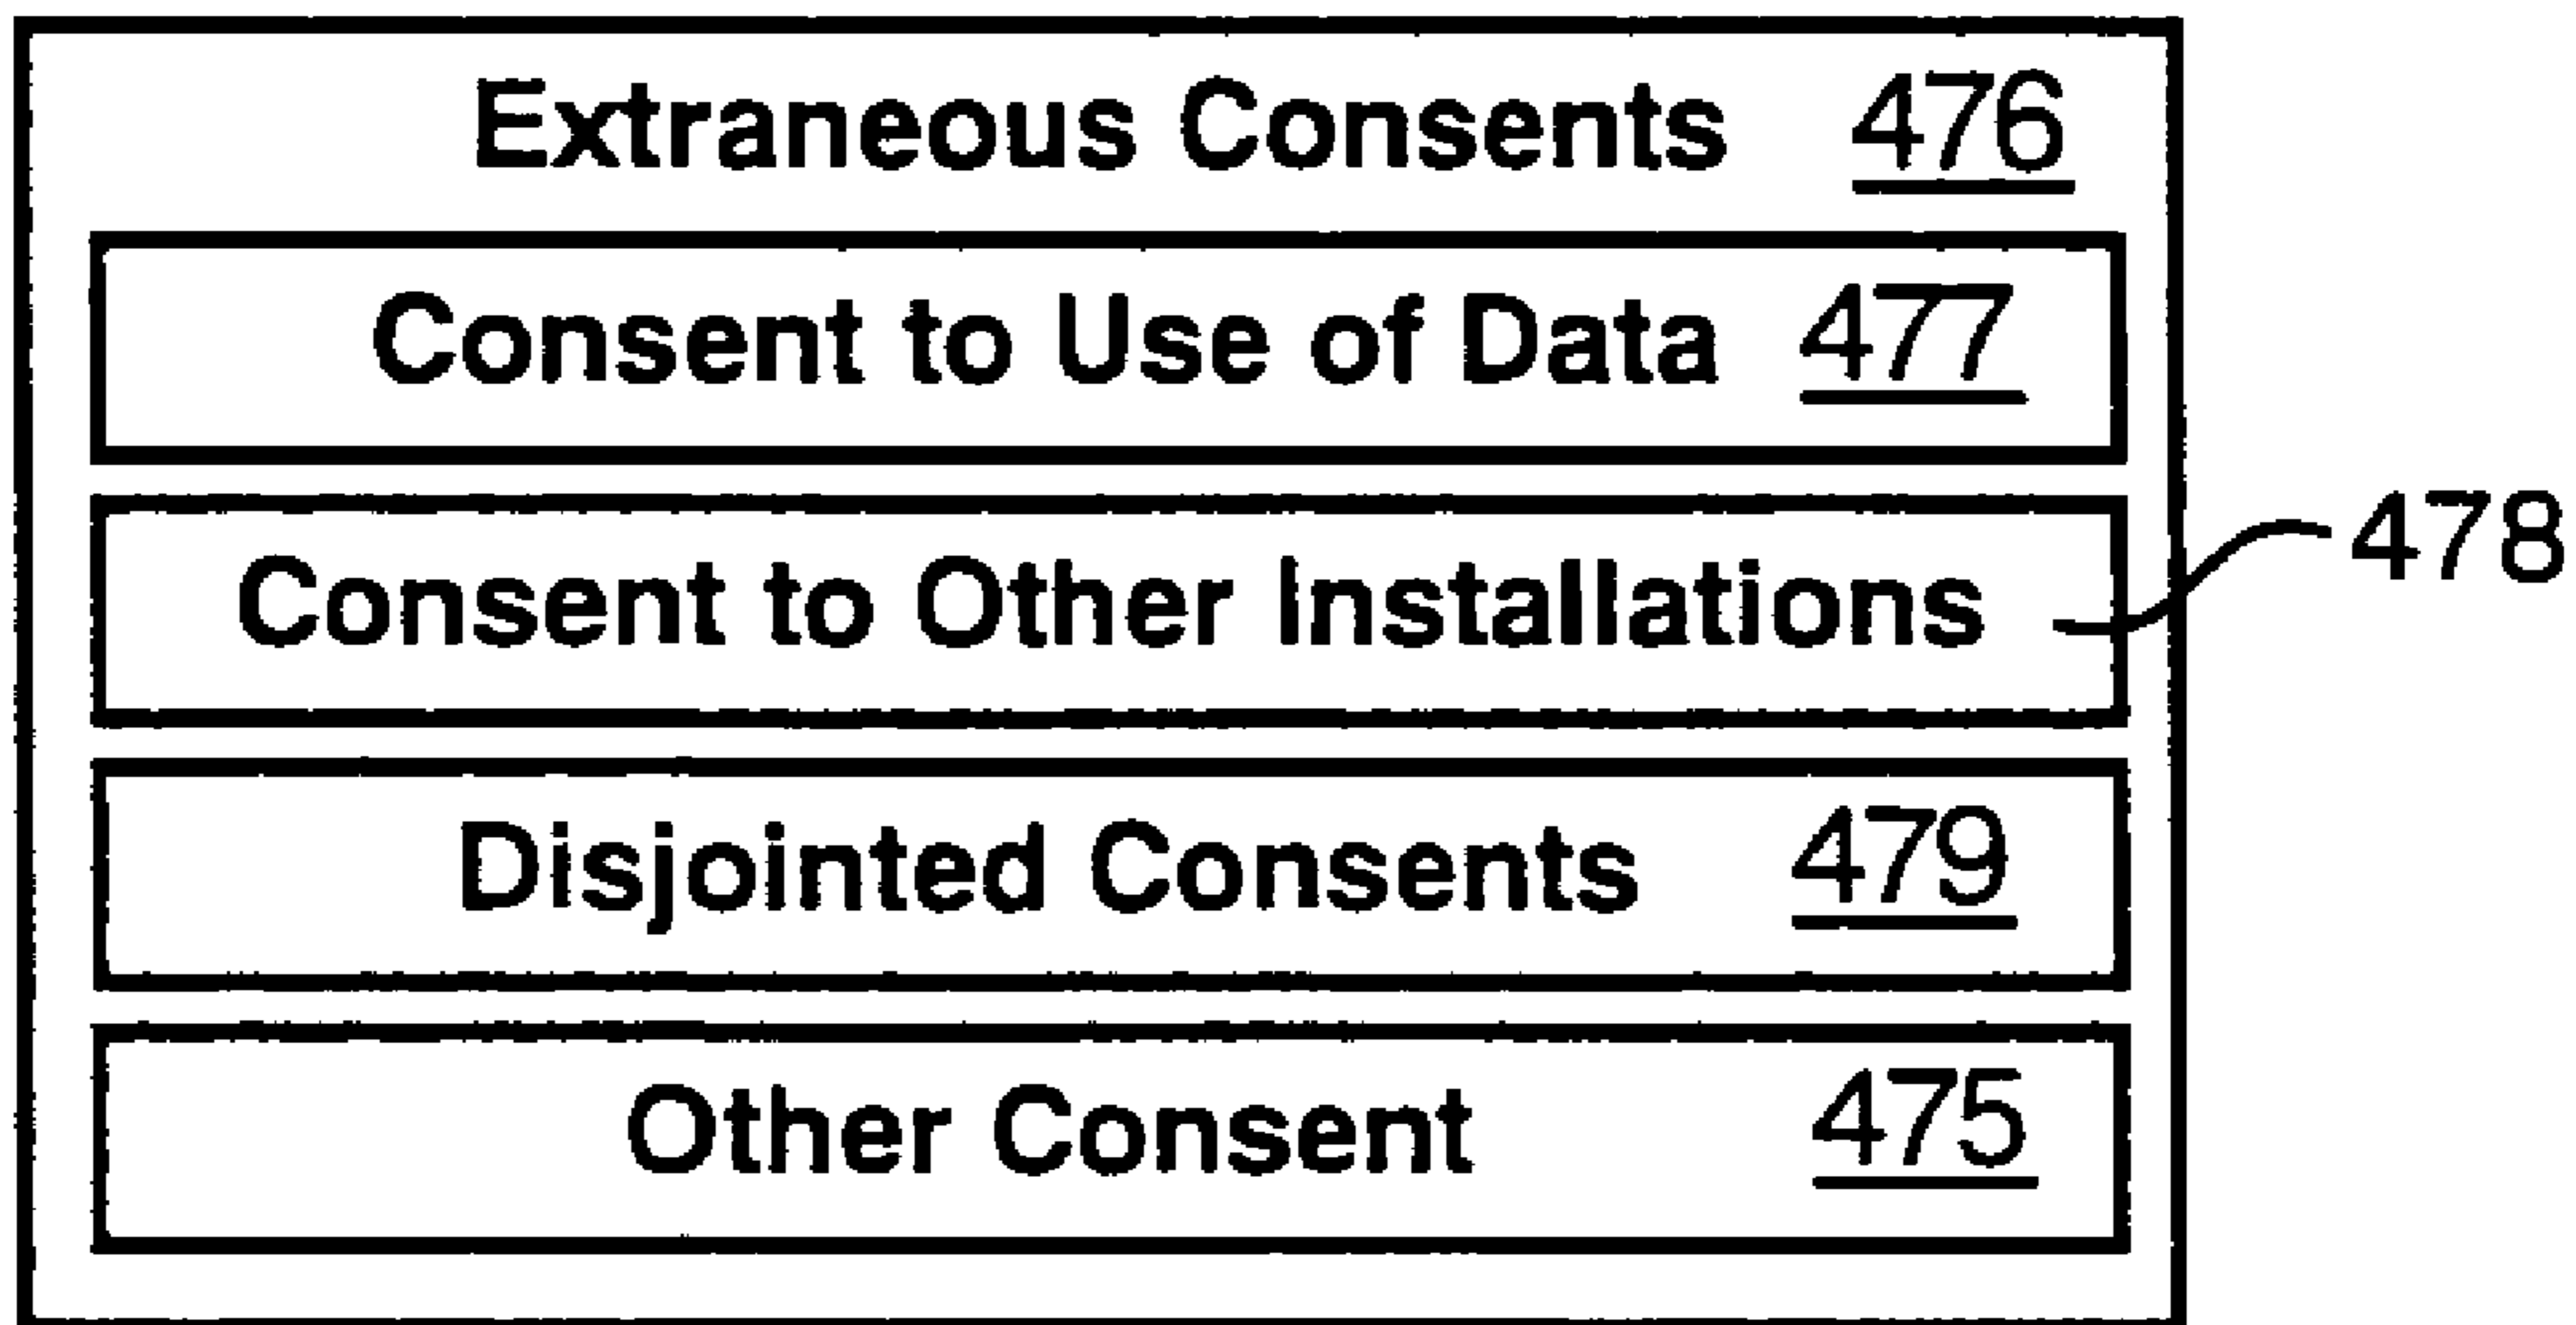 Extraneous Consents 476
Consent to Use of Data 477
Consent to Other Installations 478
Disjointed Consents 479
Other Consent 475